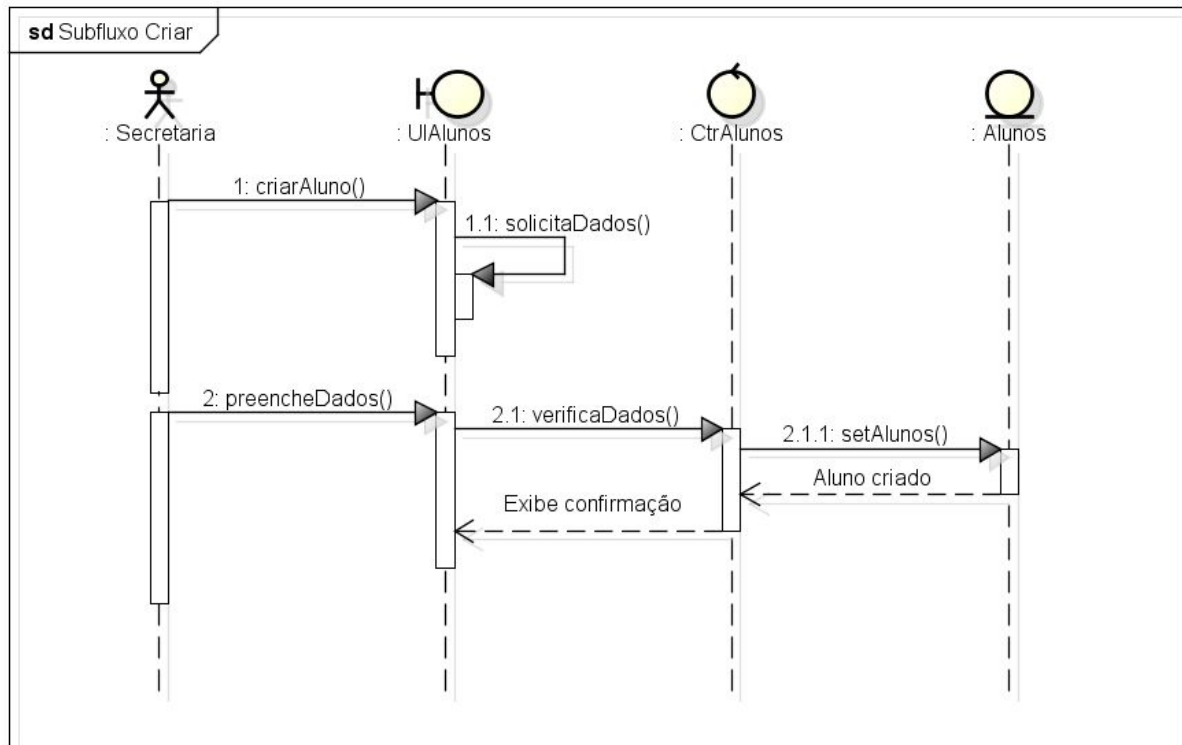 sd Subfluxo Criar
: Secretaria
: UIAlunos
: CtrAlunos
: Alunos
1: criarAluno()
1.1: solicitaDados()
2: preencheDados()
2.1: verificaDados()
2.1.1: setAlunos()
Aluno criado
Exibe confirmação